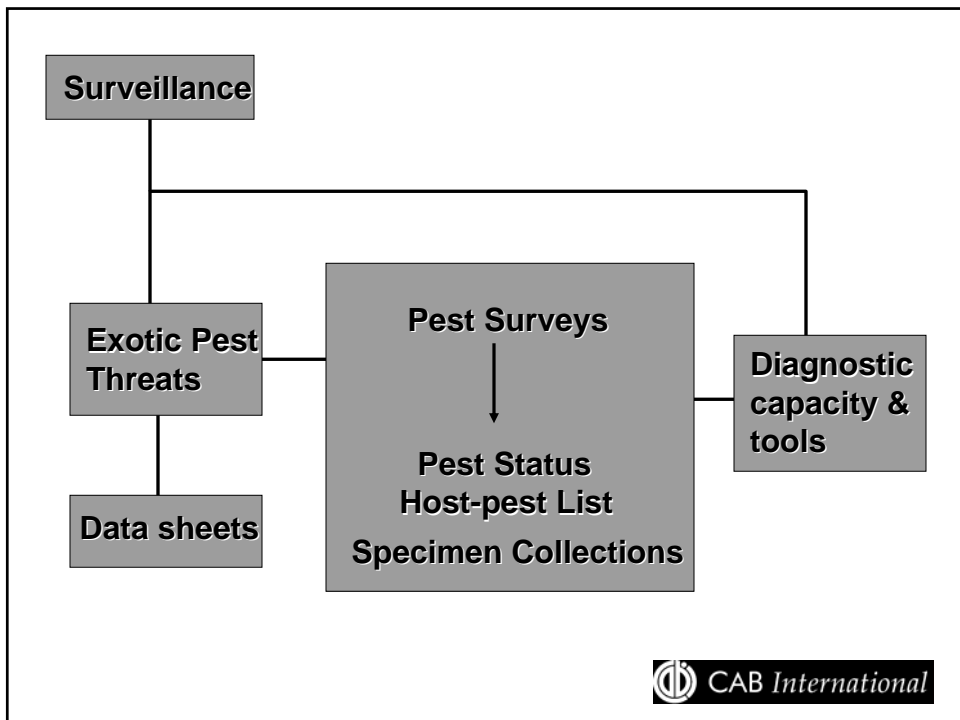 Surveillance
Exotic Pest
Threats
Data sheets
Pest Surveys
Pest Status
Host-pest List
Specimen Collections
Diagnostic
capacity &
tools
CAB International